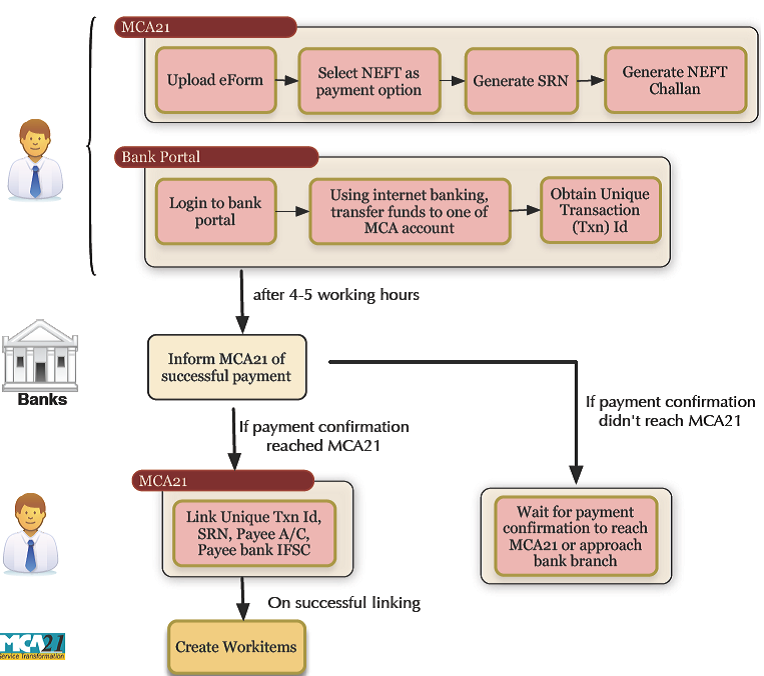 MCA21
Upload eForm
Select NEFT as
payment option
Generate SRN
Generate NEFT
Challan
Bank Portal
Login to bank
portal
Using internet banking,
transfer funds to one of
MCA account
Obtain Unique
Transaction
(Txn) Id
after 4-5 working hours
Banks
Inform MCA21 of
successful payment
If payment confirmation
reached MCA21
If payment confirmation
didn't reach MCA21
MCA21
Link Unique Txn Id,
SRN, Payee A/C,
Payee bank IFSC
Wait for payment
confirmation to reach
MCA21 or approach
bank branch
On successful linking
MCA21
Service Transformation
Create Workitems